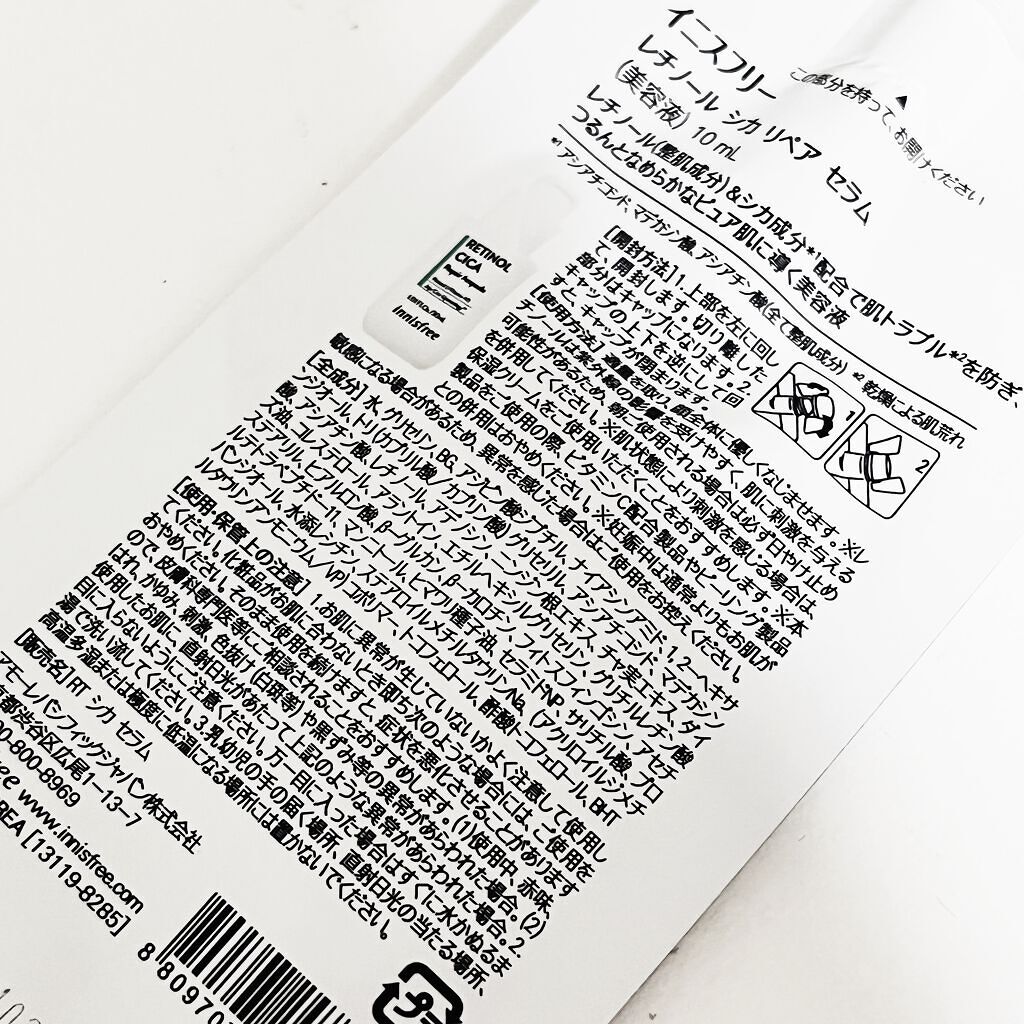 この部分を持って、お開けください
イニスフリー
レチノール シカ リペア セラム
(美容液) 10 mL
レチノール(整肌成分)&シカ成分*1配合で肌トラブル*2を防ぎ、
つるんとなめらかなピュア肌に導く美容液
*1 アシアチコシド、マデカシン酸、アシアチン酸(全て整肌成分) *2 乾燥による肌荒れ
[開封方法]1.上部を左に回し
て、開封します。切り離した
部分はキャップになります。2.
キャップの上下を逆にして回
すと、キャップが閉まります。
1
2
[使用方法]適量を取り、顔全体に優しくなじませます。※レ
チノールは紫外線の影響を受けやすく、肌に刺激を与える
可能性があるため、朝に使用される場合は必ず日やけ止め
を併用してください。※肌状態により刺激を感じる場合は、
保湿クリームをご使用いただくことをおすすめします。※本
製品をご使用の際、ビタミンC配合製品やピーリング製品
との併用はおやめください。※妊娠中は通常よりもお肌が
敏感になる場合があるため、異常を感じた場合はご使用をお控えください。
RETINOL
CICA
innisfree
[全成分]水、グリセリン、BG、アジピン酸ジブチル、ナイアシンアミド、1,2-ヘキサ
ンジオール、トリ(カプリル酸/カプリン酸)グリセリル、アシアチコシド、マデカシン
酸、アシアチン酸、レチノール、アデノシン、ニンジン根エキス、チャ葉エキス、ダイ
ズ油、コレステロール、アラントイン、エチルヘキシルグリセリン、グリチルレチノン酸
ステアリル、ヒアルロン酸、β-グルカン、β-カロチン、フィトスフィンゴシン、アセチ
ルテトラペプチド-11、マンニトール、ヒマワリ種子油、セラミドNP、サリチル酸、プロ
パンジオール、水添レシチン、ステアロイルメチルタウリンNa、(アクリロイルジメチ
ルタウリンアンモニウム/VP)コポリマー、トコフェロール、酢酸トコフェロール、BHT
[使用・保管上の注意] 1.お肌に異常が生じていないかよく注意して使用し
てください。化粧品がお肌に合わないとき即ち次のような場合には、ご使用を
おやめください。そのまま使用を続けますと、症状を悪化させることがあります
ので、皮膚科専門医等にご相談されることをおすすめします。(1)使用中、赤味、
はれ、かゆみ、刺激、色抜け(白斑等)や黒ずみ等の異常があらわれた場合。(2)
使用したお肌に、直射日光があたって上記のような異常があらわれた場合。2.
目に入らないようにご注意ください。万一目に入った場合はすぐに水かぬるま
湯で洗い流してください。3.乳幼児の手の届く場所、直射日光の当たる場所、
高温多湿または極度に低温になる場所には置かないでください。
[販売名]RT シカ セラム
アモーレパシフィックジャパン株式会社
都渋谷区広尾1-13-7
00-800-8969
ee www.innisfree.com
REA [13119-8285]
8 80970
プラ